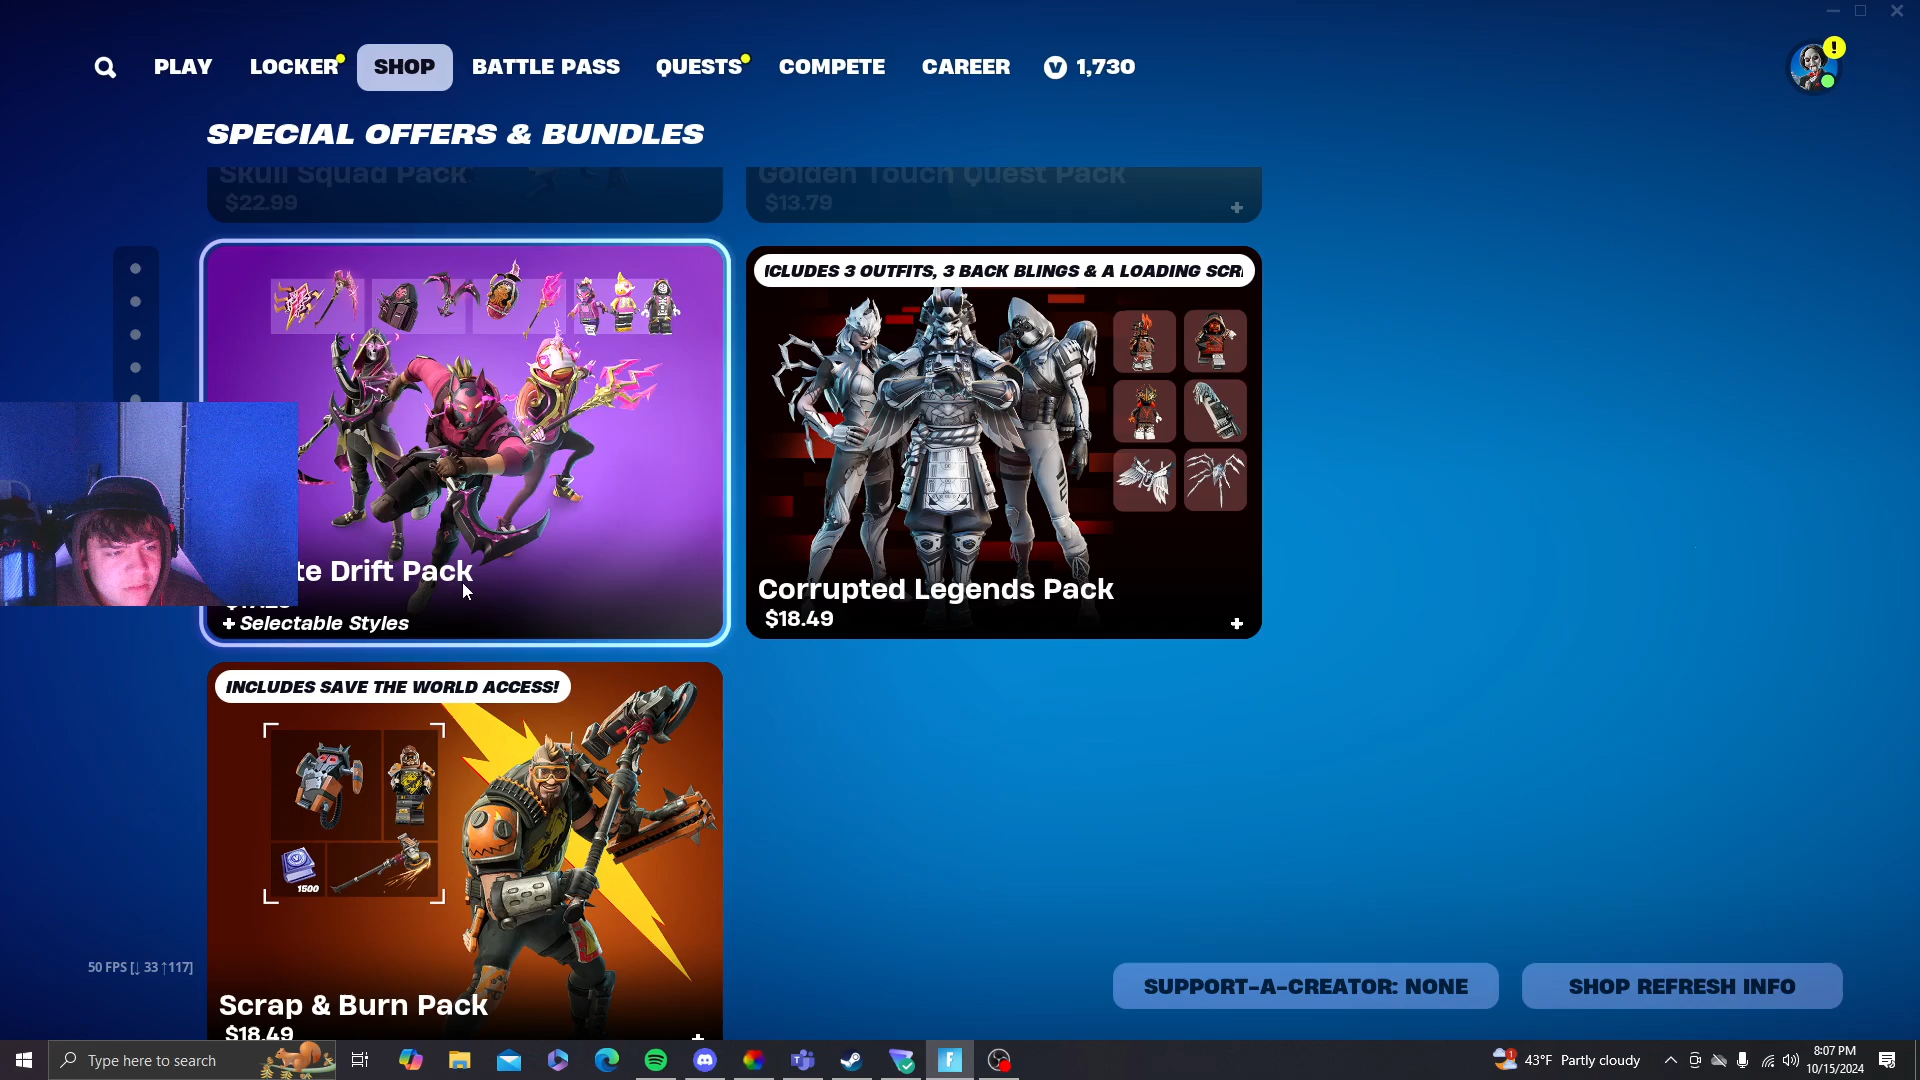 PLAY
LOCKER
SHOP
BATTLE PASS
QUESTS
COMPETE
CAREER
1,730
!
SPECIAL OFFERS & BUNDLES
Skull Squad Pack
$22.99
Golden Touch Quest Pack
$13.79
+
te Drift Pack
+ Selectable Styles
ICLUDES 3 OUTFITS, 3 BACK BLINGS & A LOADING SCR
Corrupted Legends Pack
$18.49
+
INCLUDES SAVE THE WORLD ACCESS!
1500
Scrap & Burn Pack
$18.49
+
50 FPS [↓ 33 ↑117]
SUPPORT-A-CREATOR: NONE
SHOP REFRESH INFO
Type here to search
1
43°F Partly cloudy
8:07 PM
10/15/2024